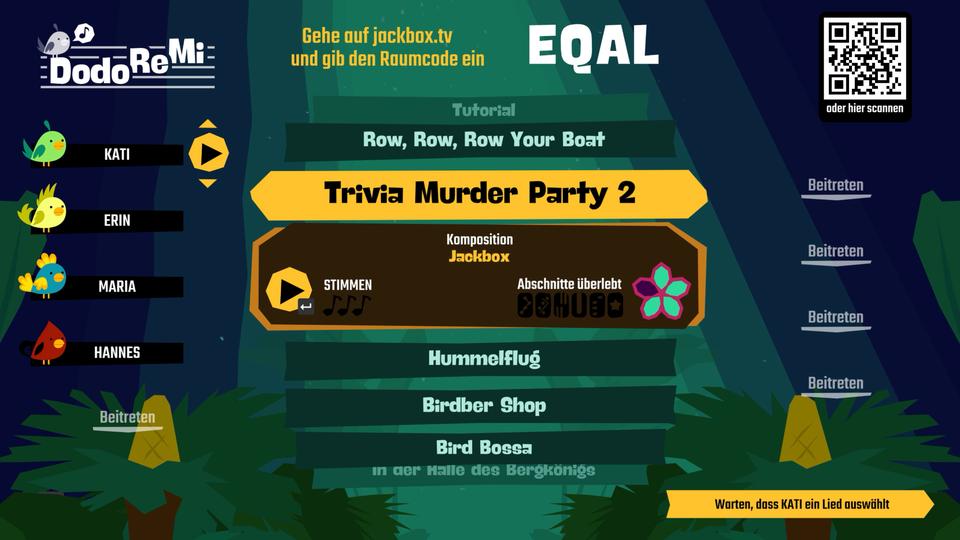 DodoReMi
Gehe auf jackbox.tv
und gib den Raumcode ein
EQAL
oder hier scannen
KATI
ERIN
MARIA
HANNES
Beitreten
Tutorial
Row, Row, Row Your Boat
Trivia Murder Party 2
Komposition
Jackbox
STIMMEN
Abschnitte überlebt
Hummelflug
Birdber Shop
Bird Bossa
In der Halle des Bergkönigs
Beitreten
Beitreten
Beitreten
Beitreten
Warten, dass KATI ein Lied auswählt